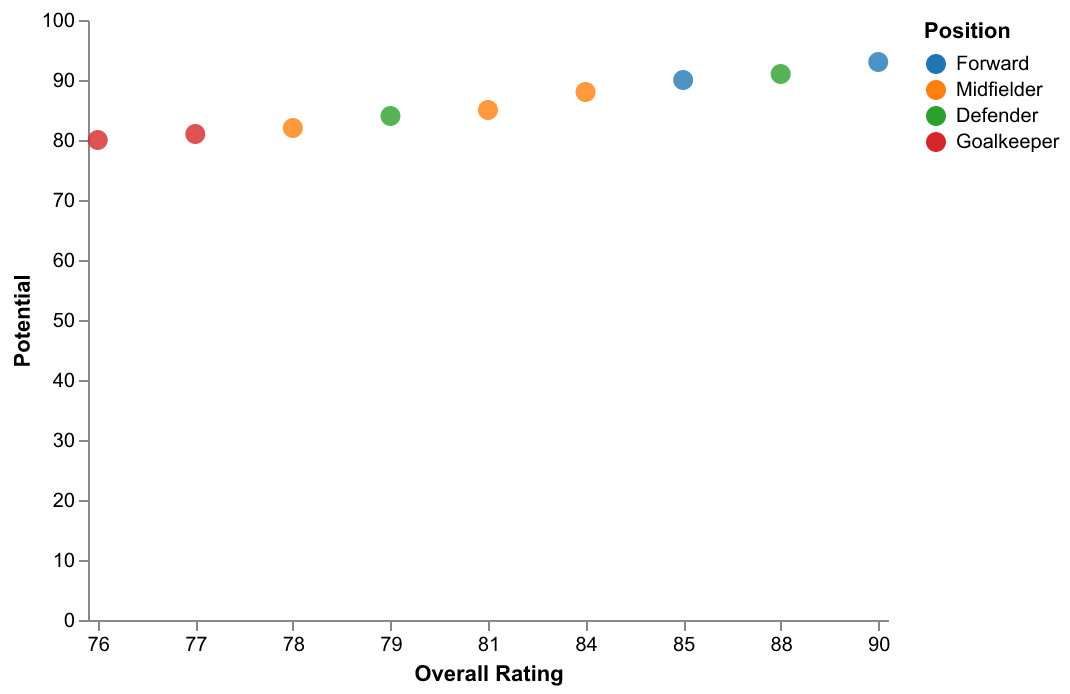 100
90
80
70
60
50
40
30
20
10
0
Potential
76 77 78 79 81 84 85 88 90
Overall Rating
Position
Forward
Midfielder
Defender
Goalkeeper